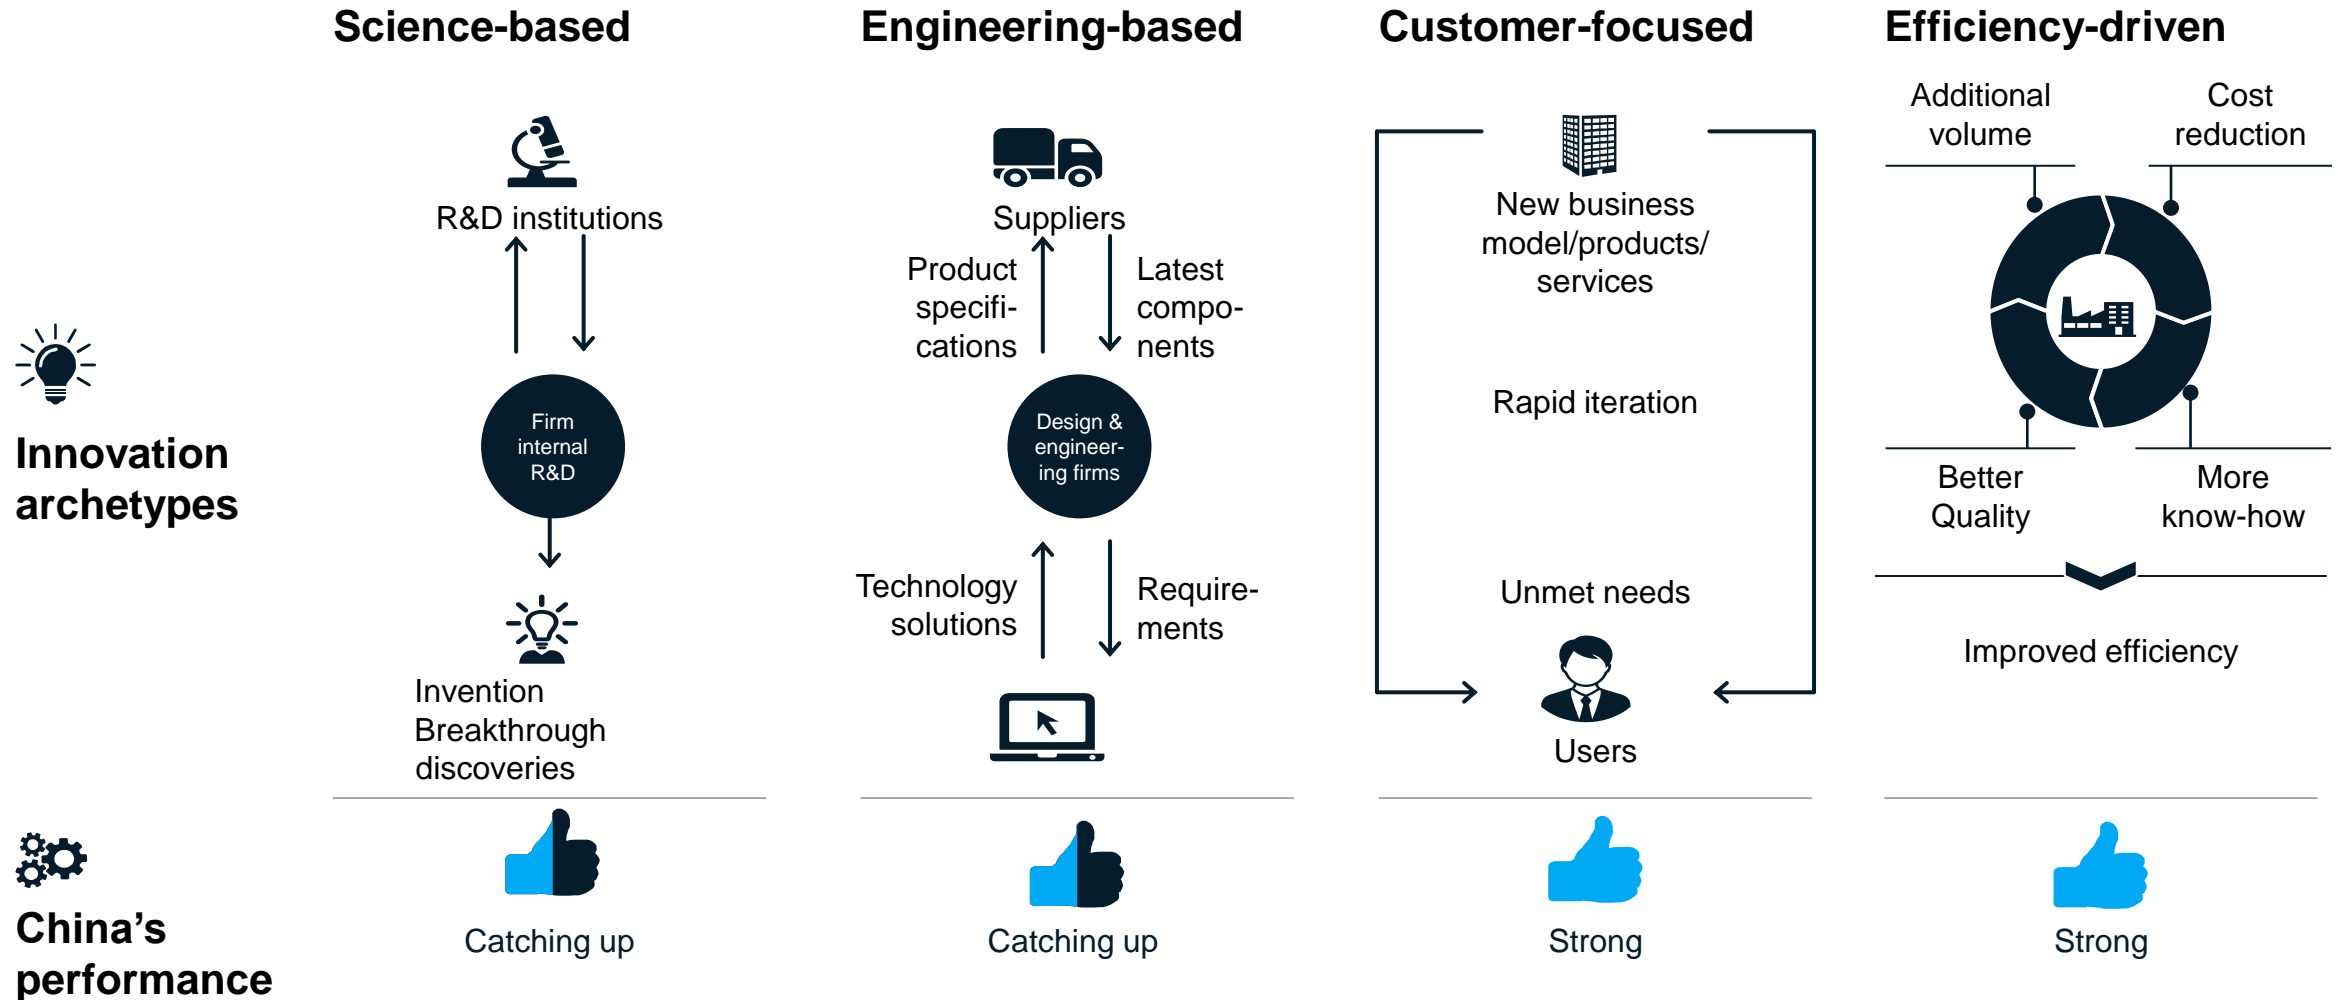 Science-based
Engineering-based
Customer-focused
Efficiency-driven
Innovation
archetypes
R&D institutions
Firm
internal
R&D
Invention
Breakthrough
discoveries
Suppliers
Product
specifi-
cations
Latest
compo-
nents
Design &
engineer-
ing firms
Technology
solutions
Require-
ments
New business
model/products/
services
Rapid iteration
Unmet needs
Users
Additional
volume
Cost
reduction
Better
Quality
More
know-how
Improved efficiency
China’s
performance
Catching up
Catching up
Strong
Strong